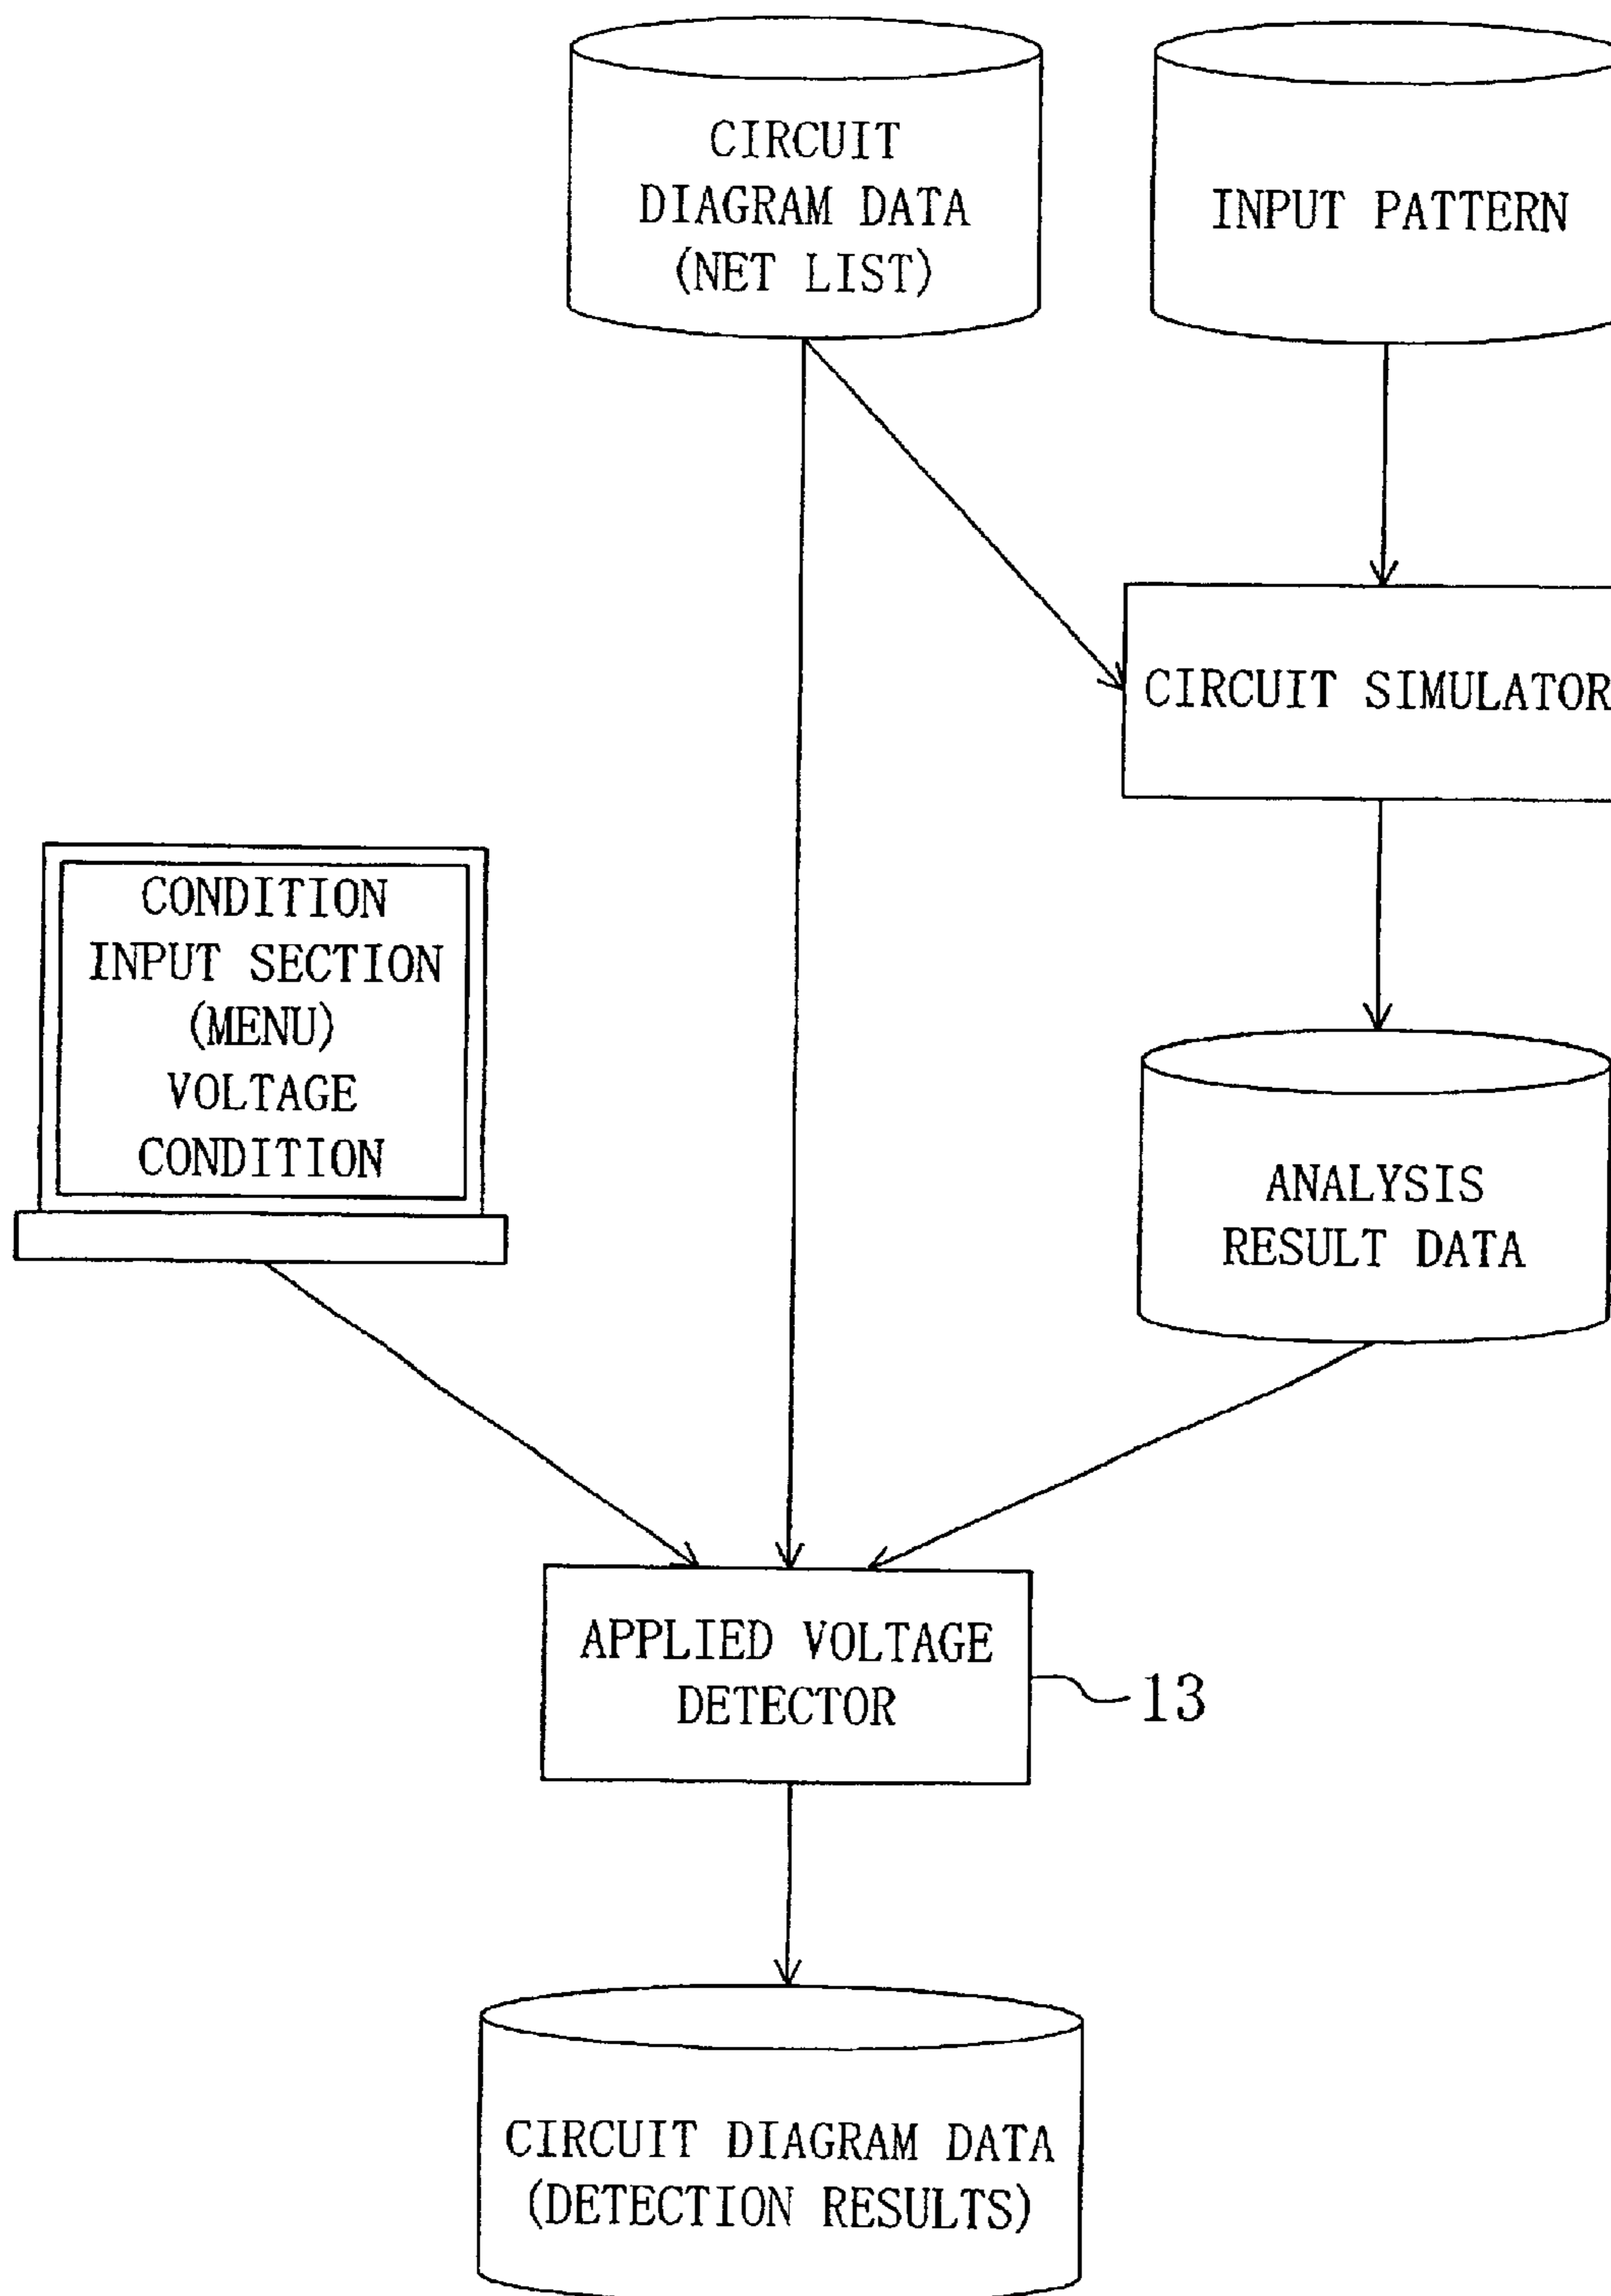 CIRCUIT
DIAGRAM DATA
(NET LIST)
INPUT PATTERN
CIRCUIT SIMULATOR
CONDITION
INPUT SECTION
(MENU)
VOLTAGE
CONDITION
ANALYSIS
RESULT DATA
APPLIED VOLTAGE
DETECTOR
13
CIRCUIT DIAGRAM DATA
(DETECTION RESULTS)